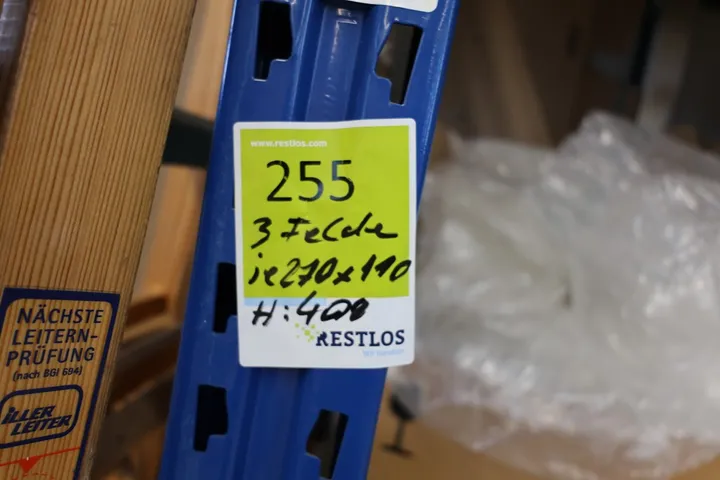 www.restlos.com
255
3 Felder
je 270x110
H: 400
RESTLOS
NÄCHSTE
LEITERN-
PRÜFUNG
(nach BGI 694)
ILLER
LEITER